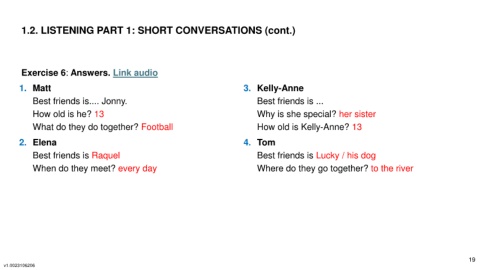 1.2. LISTENING PART 1: SHORT CONVERSATIONS (cont.)
Exercise 6: Answers. Link audio
1. Matt
Best friends is.... Jonny.
How old is he? 13
What do they do together? Football
2. Elena
Best friends is Raquel
When do they meet? every day
3. Kelly-Anne
Best friends is ...
Why is she special? her sister
How old is Kelly-Anne? 13
4. Tom
Best friends is Lucky / his dog
Where do they go together? to the river
v1.0023106206
19